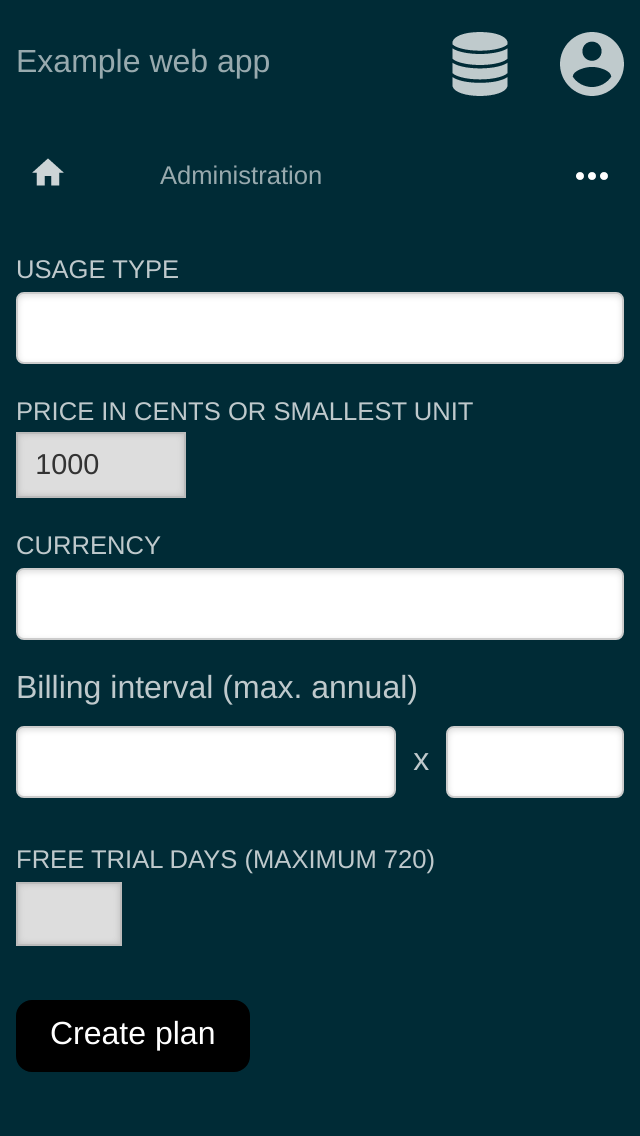 Example web app
Administration
USAGE TYPE
PRICE IN CENTS OR SMALLEST UNIT
1000
CURRENCY
Billing interval (max. annual)
x
FREE TRIAL DAYS (MAXIMUM 720)
Create plan